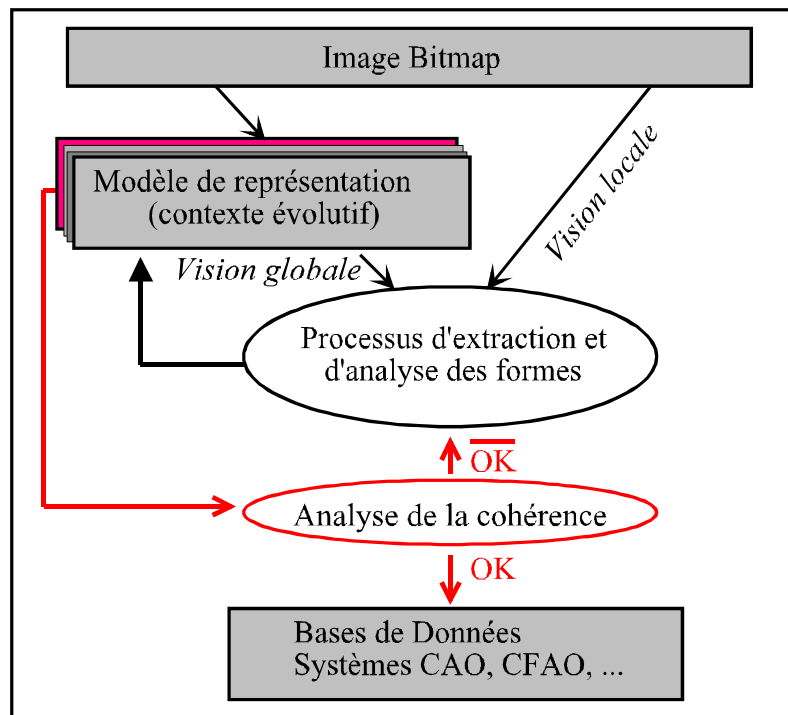 Image Bitmap
Vision locale
Modèle de représentation
(contexte évolutif)
Vision globale
Processus d'extraction et
d'analyse des formes
OK
Analyse de la cohérence
OK
Bases de Données
Systèmes CAO, CFAO, ...